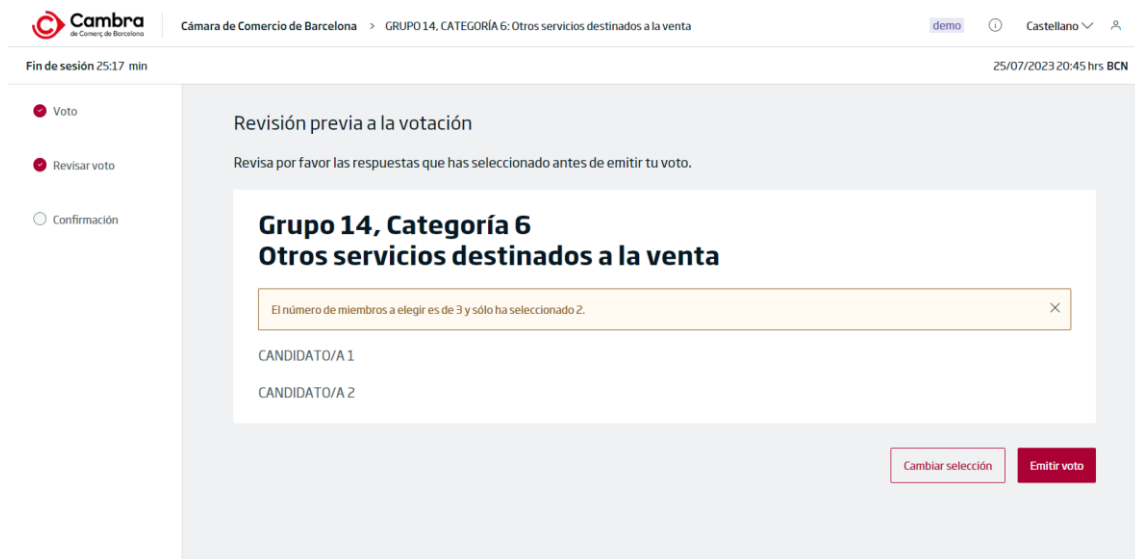 Cambra
de Comerç de Barcelona
Cámara de Comercio de Barcelona > GRUPO 14, CATEGORÍA 6: Otros servicios destinados a la venta
demo
Castellano
Fin de sesión 25:17 min
25/07/2023 20:45 hrs BCN
Voto
Revisar voto
Confirmación
Revisión previa a la votación
Revisa por favor las respuestas que has seleccionado antes de emitir tu voto.
Grupo 14, Categoría 6
Otros servicios destinados a la venta
El número de miembros a elegir es de 3 y sólo ha seleccionado 2.
CANDIDATO/A 1
CANDIDATO/A 2
Cambiar selección
Emitir voto